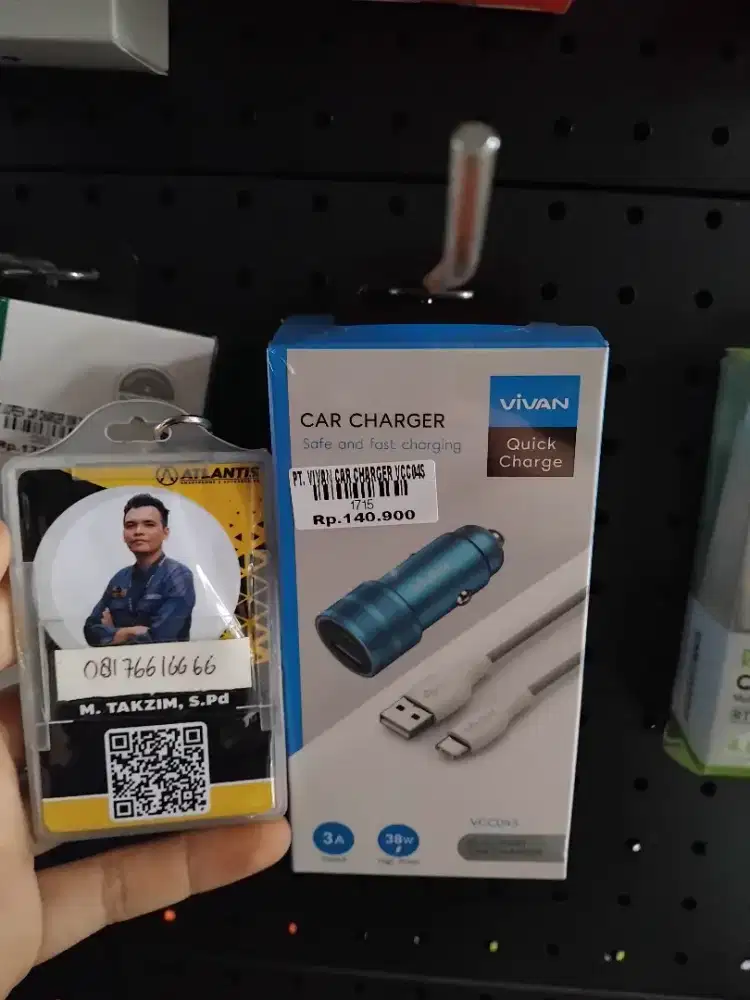 ATLANTIS
08176616666
M. TAKZIM, S.Pd
CAR CHARGER
Safe and fast charging
ViVAN
Quick
Charge
PT. VIVAN CAR CHARGER VCC04S
1715
Rp.140.900
3A
38W